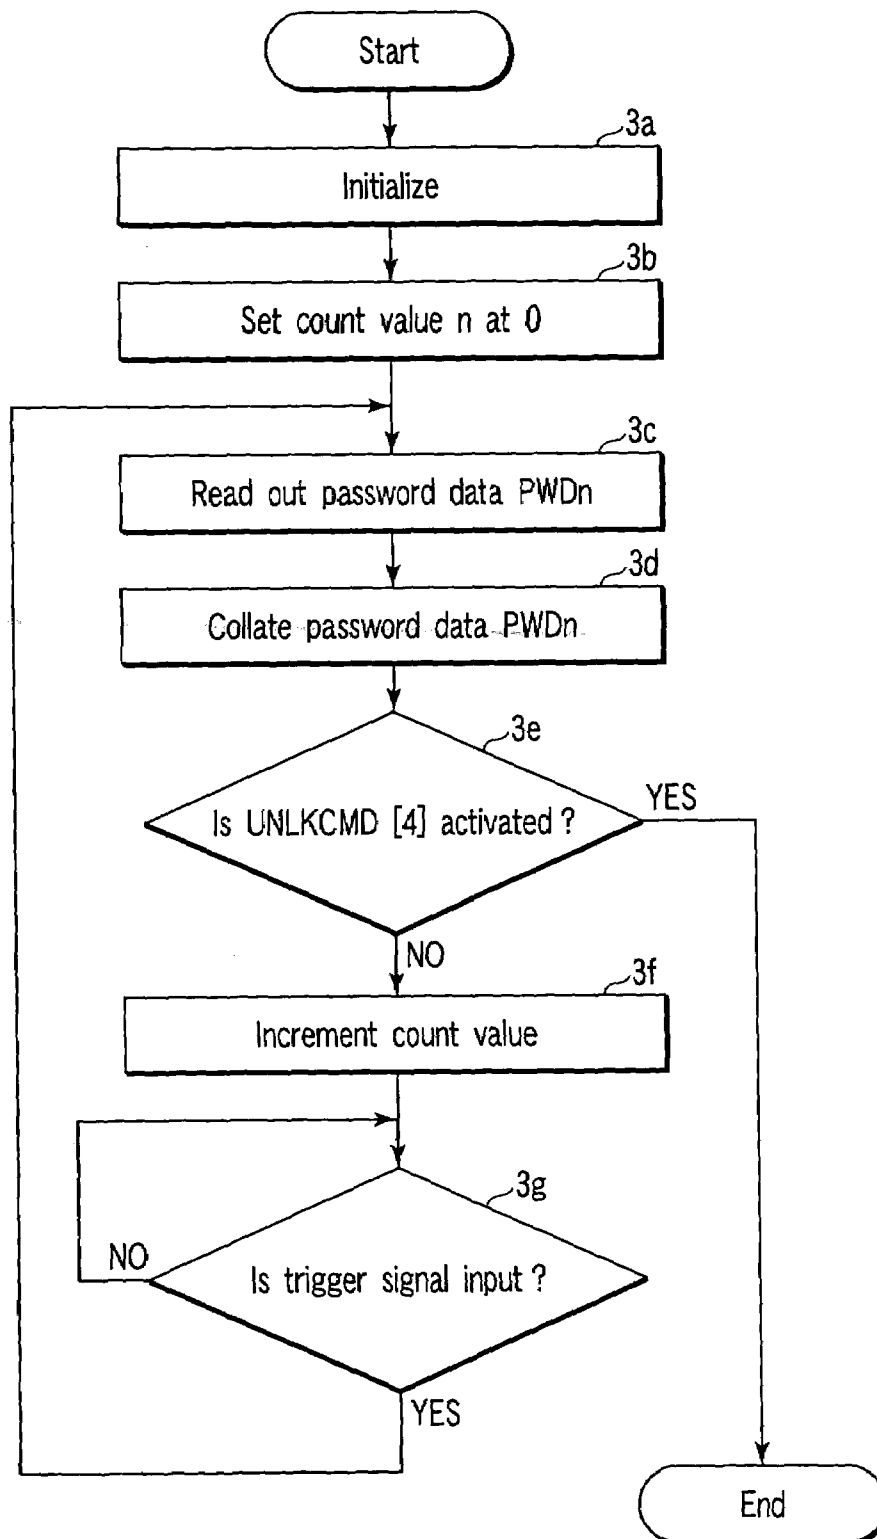 Start
3a
Initialize
3b
Set count value n at 0
3c
Read out password data PWDn
3d
Collate password data PWDn
3e
Is UNLKCMD [4] activated ?
YES
NO
3f
Increment count value
3g
NO
Is trigger signal input ?
YES
End